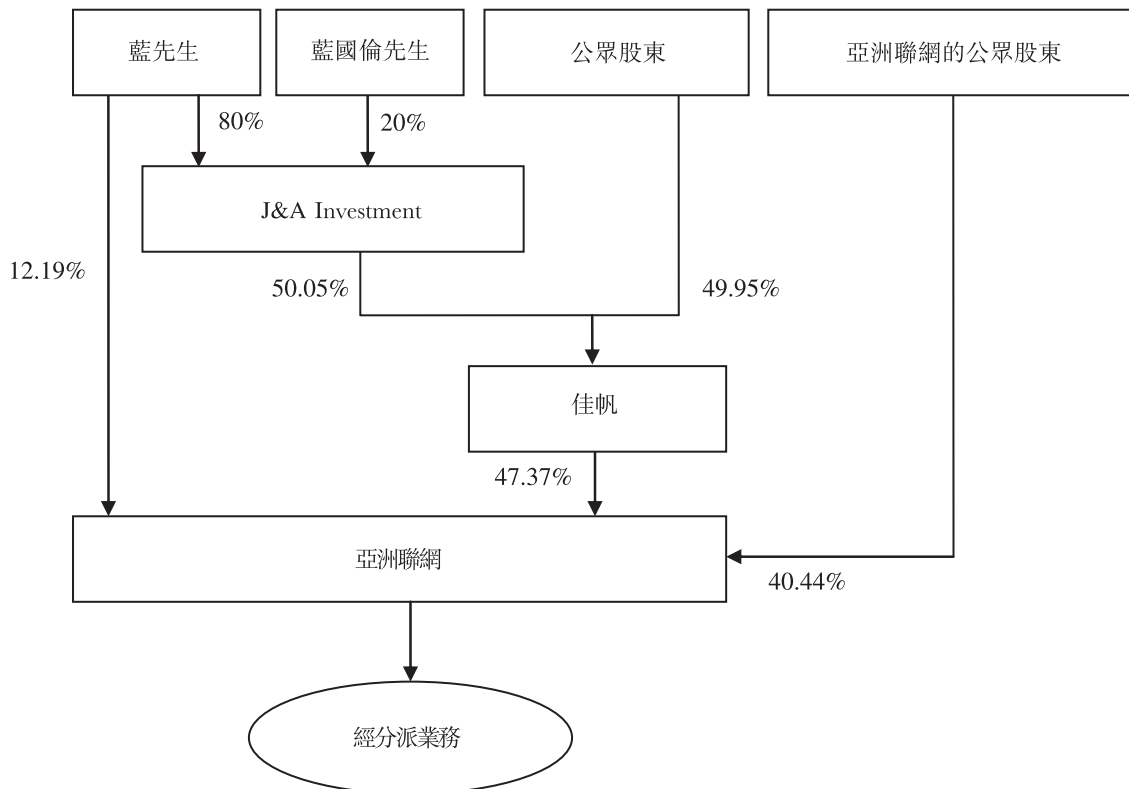 藍先生
藍國倫先生
公眾股東
亞洲聯網的公眾股東
80%
20%
J&A Investment
12.19%
50.05%
49.95%
佳帆
47.37%
亞洲聯網
40.44%
經分派業務